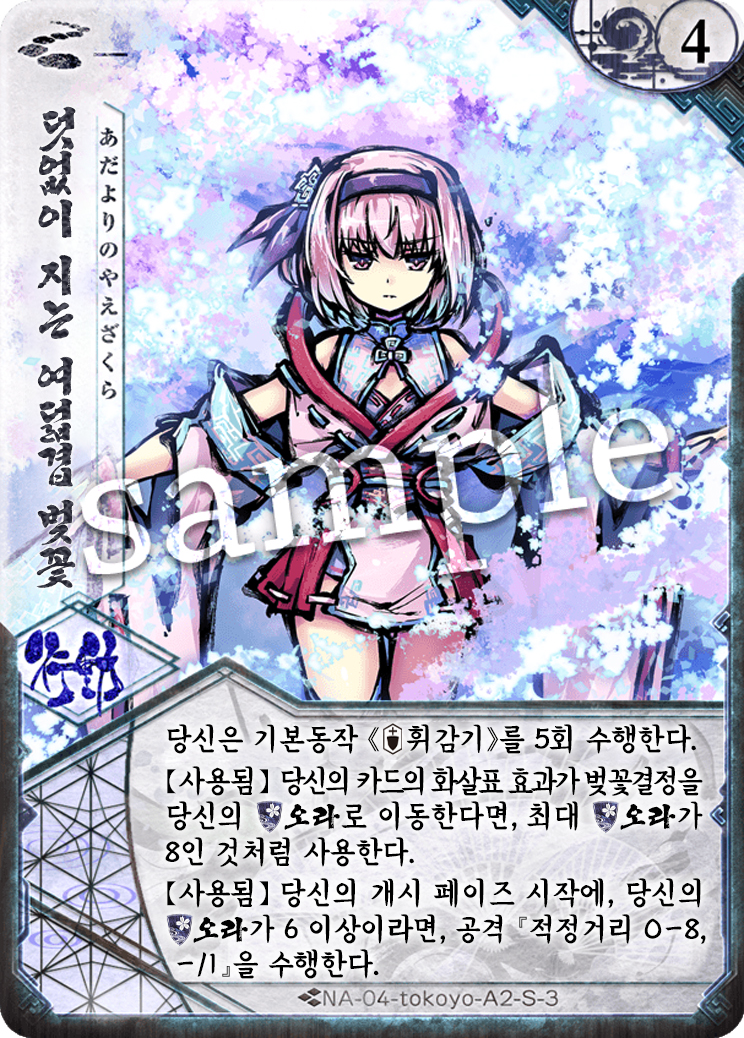 4
덧없이 지는 여덟겹 벚꽃
あだよりのやえざくら
sample
당신은 기본동작 《휘감기》를 5회 수행한다.
【사용됨】 당신의 카드의 화살표 효과가 벚꽃결정을
당신의 오라로 이동한다면, 최대 오라가
8인 것처럼 사용한다.
【사용됨】 당신의 개시 페이즈 시작에, 당신의
오라가 6 이상이라면, 공격 『적정거리 0-8,
-/1』을 수행한다.
NA-04-tokoyo-A2-S-3